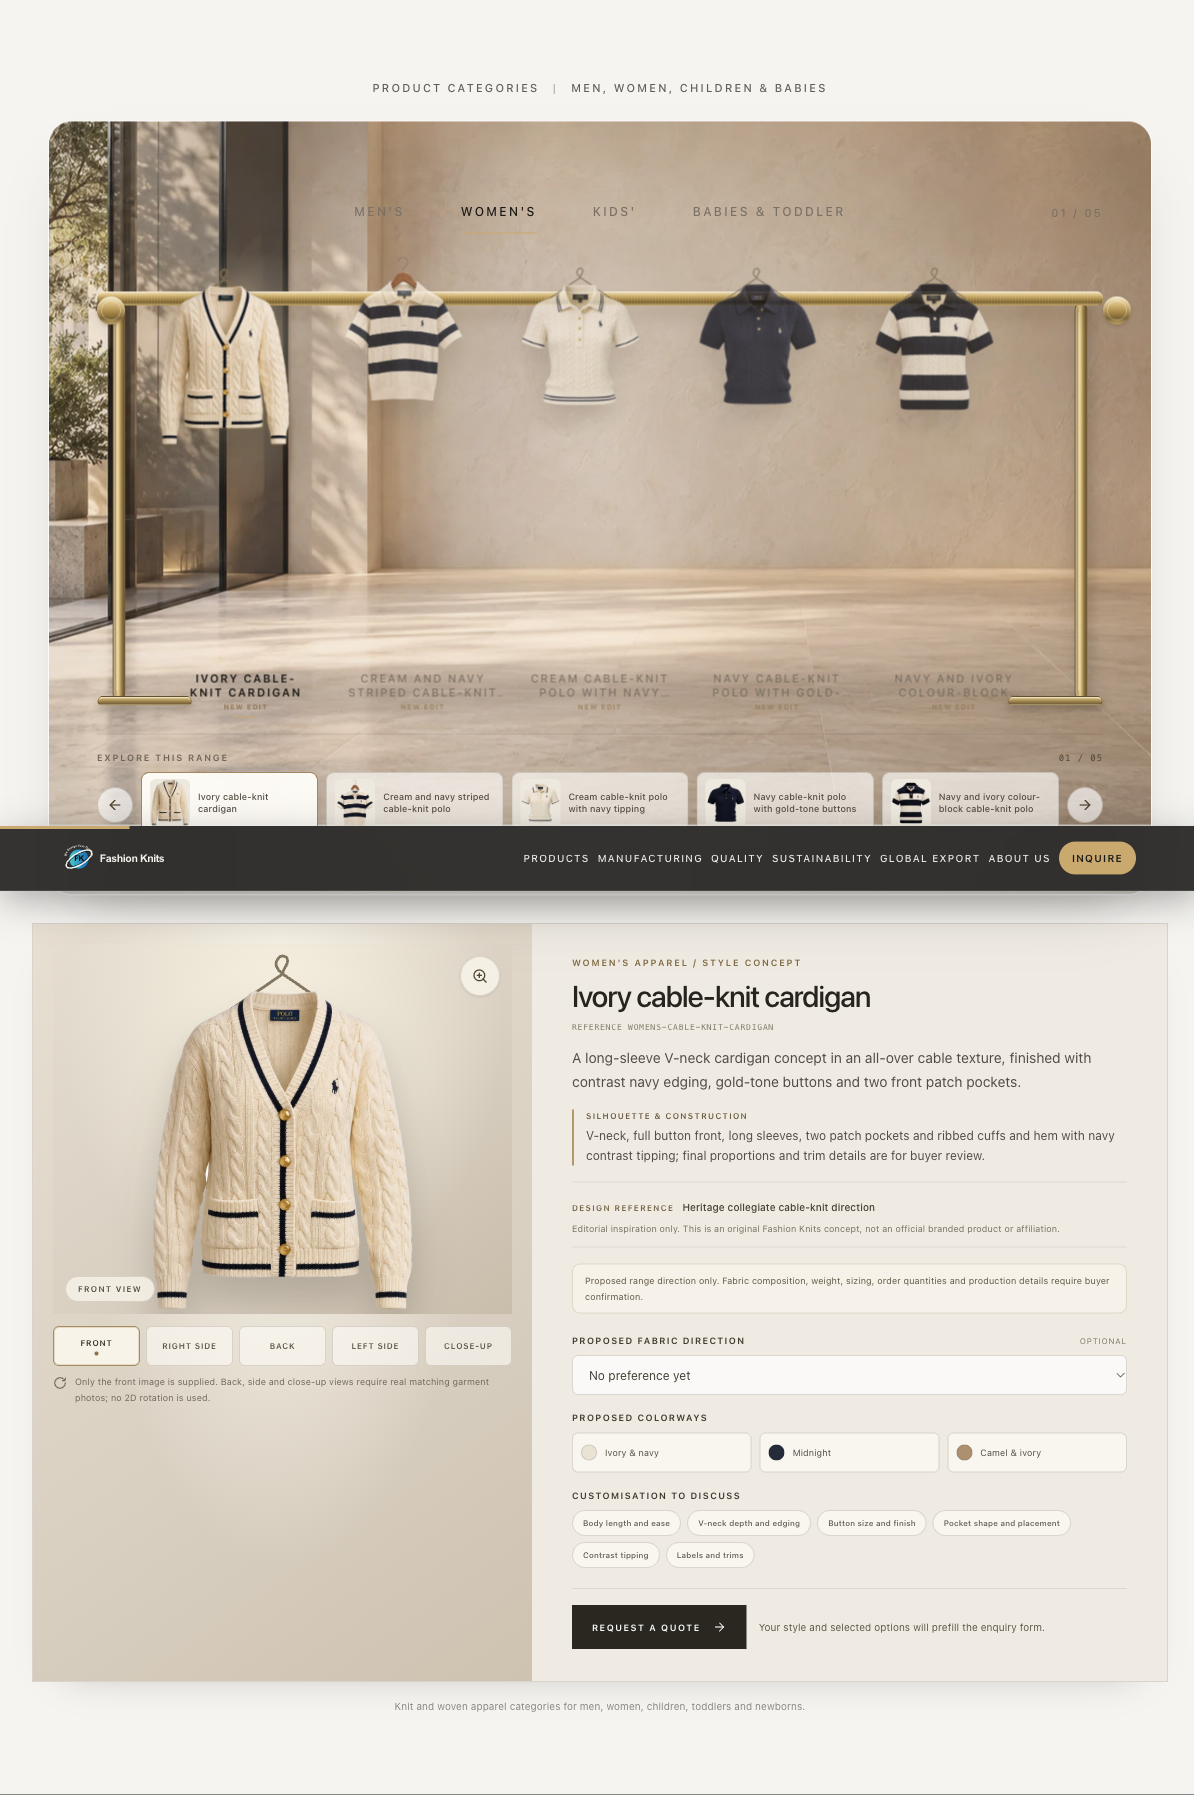 PRODUCT CATEGORIES | MEN, WOMEN, CHILDREN & BABIES
MEN'S WOMEN'S KIDS' BABIES & TODDLER 01 / 05
IVORY CABLE-
KNIT CARDIGAN
NEW EDIT
CREAM AND NAVY
STRIPED CABLE-KNIT…
NEW EDIT
CREAM CABLE-KNIT
POLO WITH NAVY…
NEW EDIT
NAVY CABLE-KNIT
POLO WITH GOLD-
NEW EDIT
NAVY AND IVORY
COLOUR-BLOCK
NEW EDIT
EXPLORE THIS RANGE 01 / 05
Ivory cable-knit
cardigan
Cream and navy striped
cable-knit polo
Cream cable-knit polo
with navy tipping
Navy cable-knit polo
with gold-tone buttons
Navy and ivory colour-
block cable-knit polo
FK Fashion Knits PRODUCTS MANUFACTURING QUALITY SUSTAINABILITY GLOBAL EXPORT ABOUT US INQUIRE
POLO
FRONT VIEW
FRONT RIGHT SIDE BACK LEFT SIDE CLOSE-UP
Only the front image is supplied. Back, side and close-up views require real matching garment
photos; no 2D rotation is used.
WOMEN'S APPAREL / STYLE CONCEPT
Ivory cable-knit cardigan
REFERENCE WOMENS-CABLE-KNIT-CARDIGAN
A long-sleeve V-neck cardigan concept in an all-over cable texture, finished with
contrast navy edging, gold-tone buttons and two front patch pockets.
SILHOUETTE & CONSTRUCTION
V-neck, full button front, long sleeves, two patch pockets and ribbed cuffs and hem with navy
contrast tipping; final proportions and trim details are for buyer review.
DESIGN REFERENCE Heritage collegiate cable-knit direction
Editorial inspiration only. This is an original Fashion Knits concept, not an official branded product or affiliation.
Proposed range direction only. Fabric composition, weight, sizing, order quantities and production details require buyer
confirmation.
PROPOSED FABRIC DIRECTION OPTIONAL
No preference yet
PROPOSED COLORWAYS
Ivory & navy Midnight Camel & ivory
CUSTOMISATION TO DISCUSS
Body length and ease V-neck depth and edging Button size and finish Pocket shape and placement
Contrast tipping Labels and trims
REQUEST A QUOTE → Your style and selected options will prefill the enquiry form.
Knit and woven apparel categories for men, women, children, toddlers and newborns.